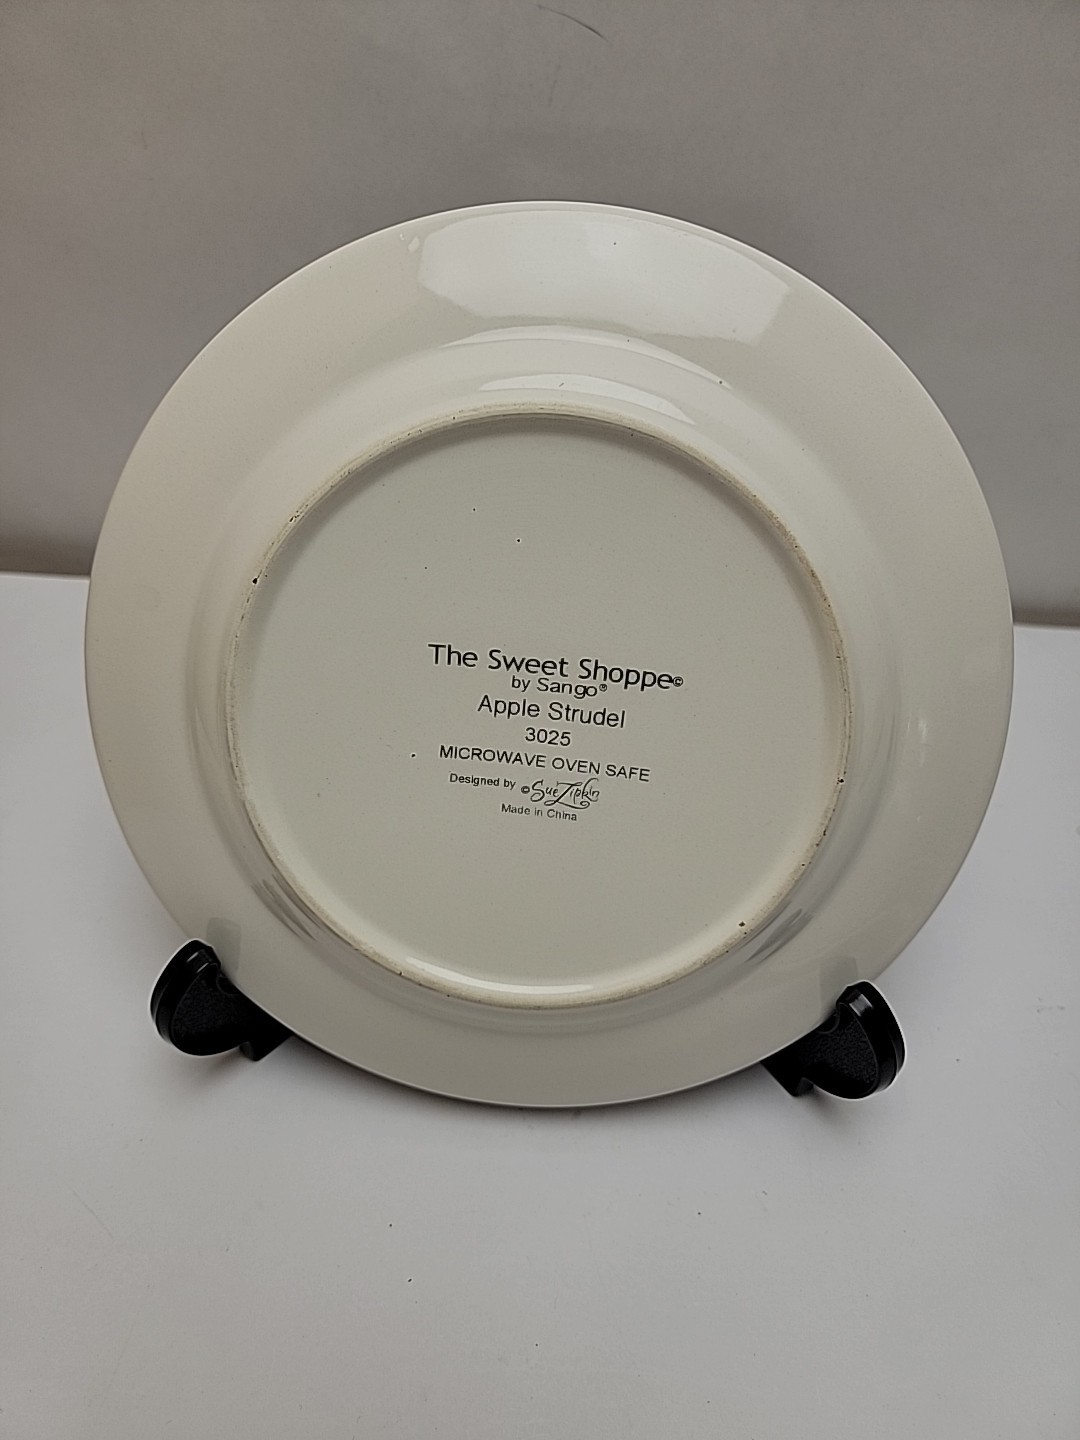 The Sweet Shoppe©
by Sango®
Apple Strudel
3025
MICROWAVE OVEN SAFE
Designed by © Sue Zipkin
Made in China